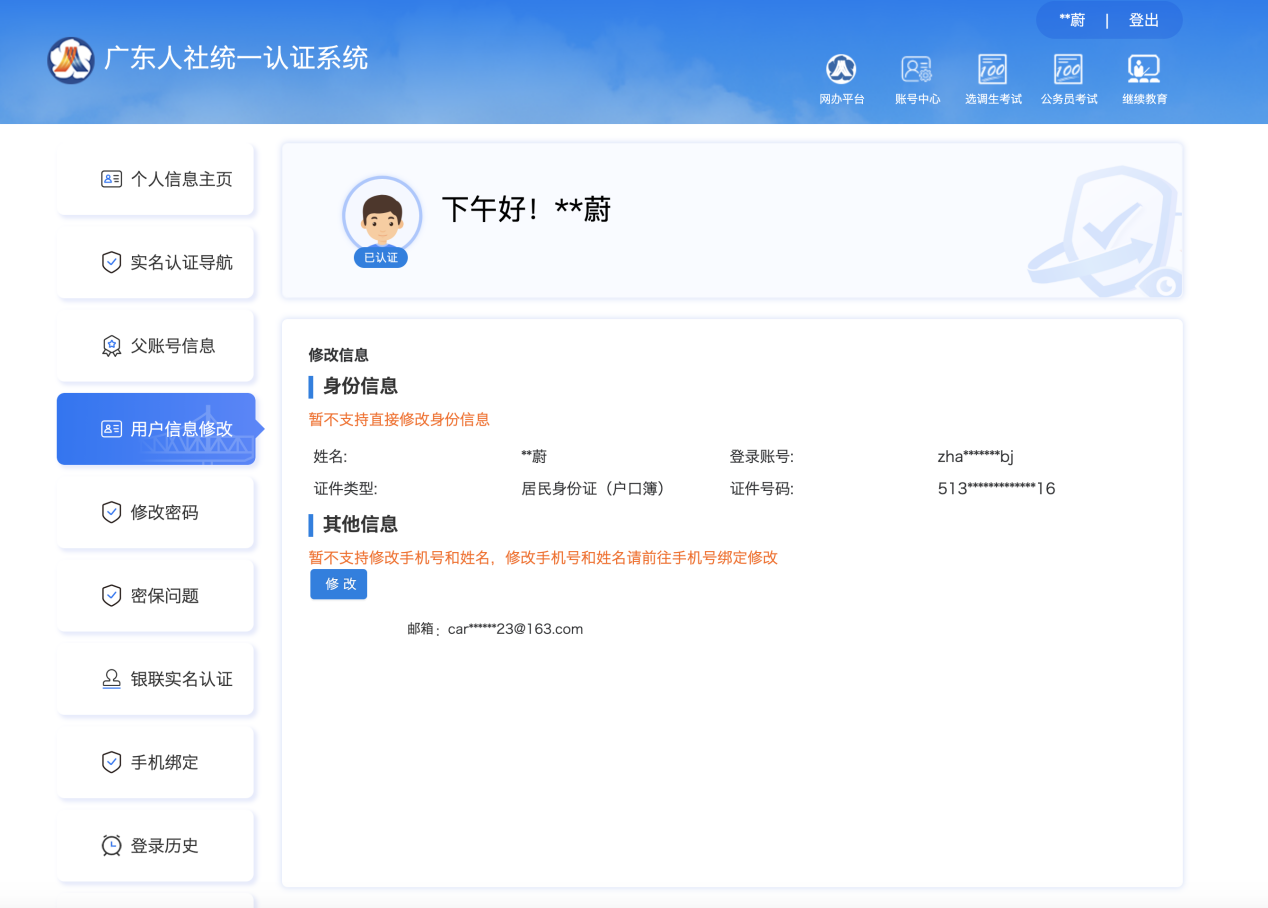 **蔚 | 登出
广东人社统一认证系统
网办平台 账号中心 选调生考试 公务员考试 继续教育
个人信息主页
实名认证导航
父账号信息
用户信息修改
修改密码
密保问题
银联实名认证
手机绑定
登录历史
下午好！**蔚
已认证
修改信息
身份信息
暂不支持直接修改身份信息
姓名: **蔚 登录账号: zha*******bj
证件类型: 居民身份证（户口簿） 证件号码: 513*************16
其他信息
暂不支持修改手机号和姓名，修改手机号和姓名请前往手机号绑定修改
修 改
邮箱： car******23@163.com